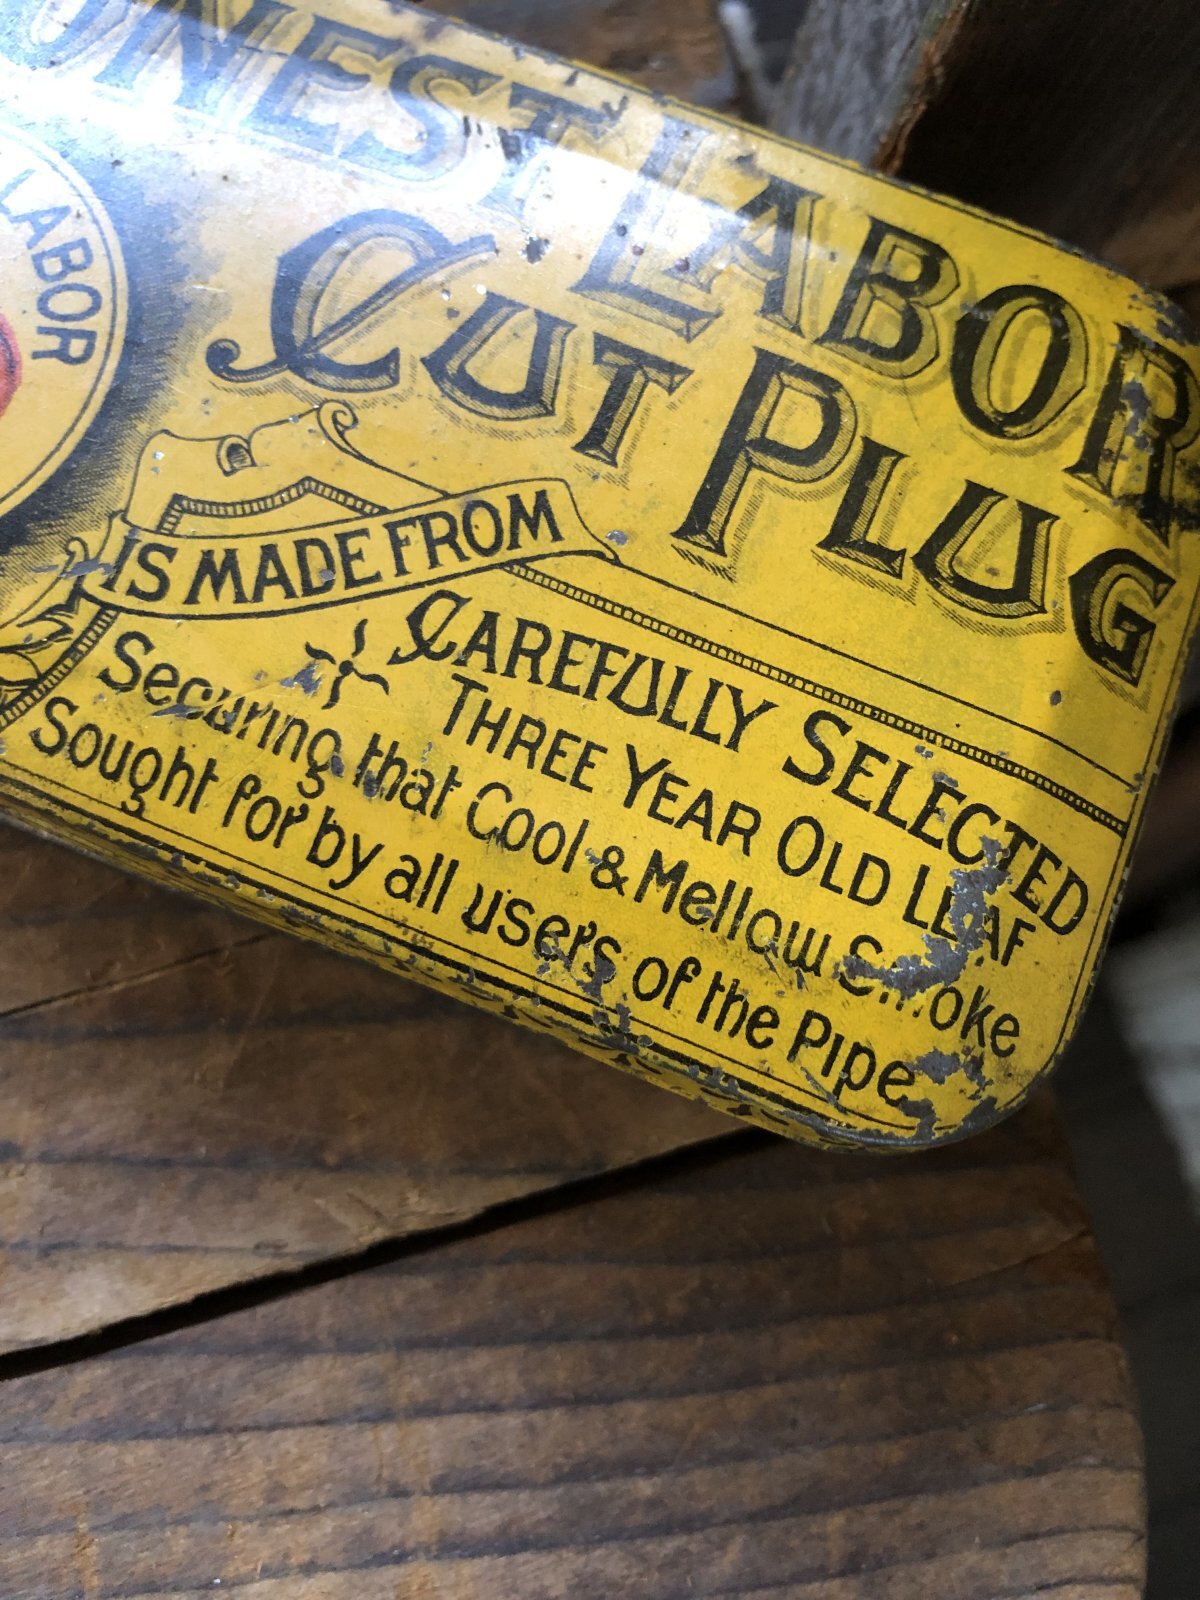 ONEST LABOR
CUT PLUG
LABOR
IS MADE FROM
CAREFULLY SELECTED
THREE YEAR OLD LEAF
Securing that Cool & Mellow Smoke
Sought for by all users of the Pipe